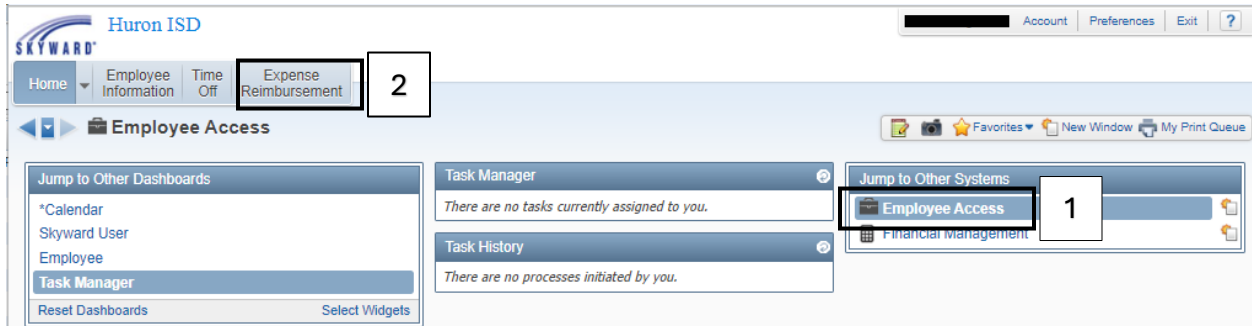 Huron ISD
SKYWARD
Account Preferences Exit ?
Home Employee Information Time Off Expense Reimbursement 2
Employee Access
Favorites New Window My Print Queue
Jump to Other Dashboards
*Calendar
Skyward User
Employee
Task Manager
Reset Dashboards Select Widgets
Task Manager
There are no tasks currently assigned to you.
Task History
There are no processes initiated by you.
Jump to Other Systems
Employee Access 1
Financial Management